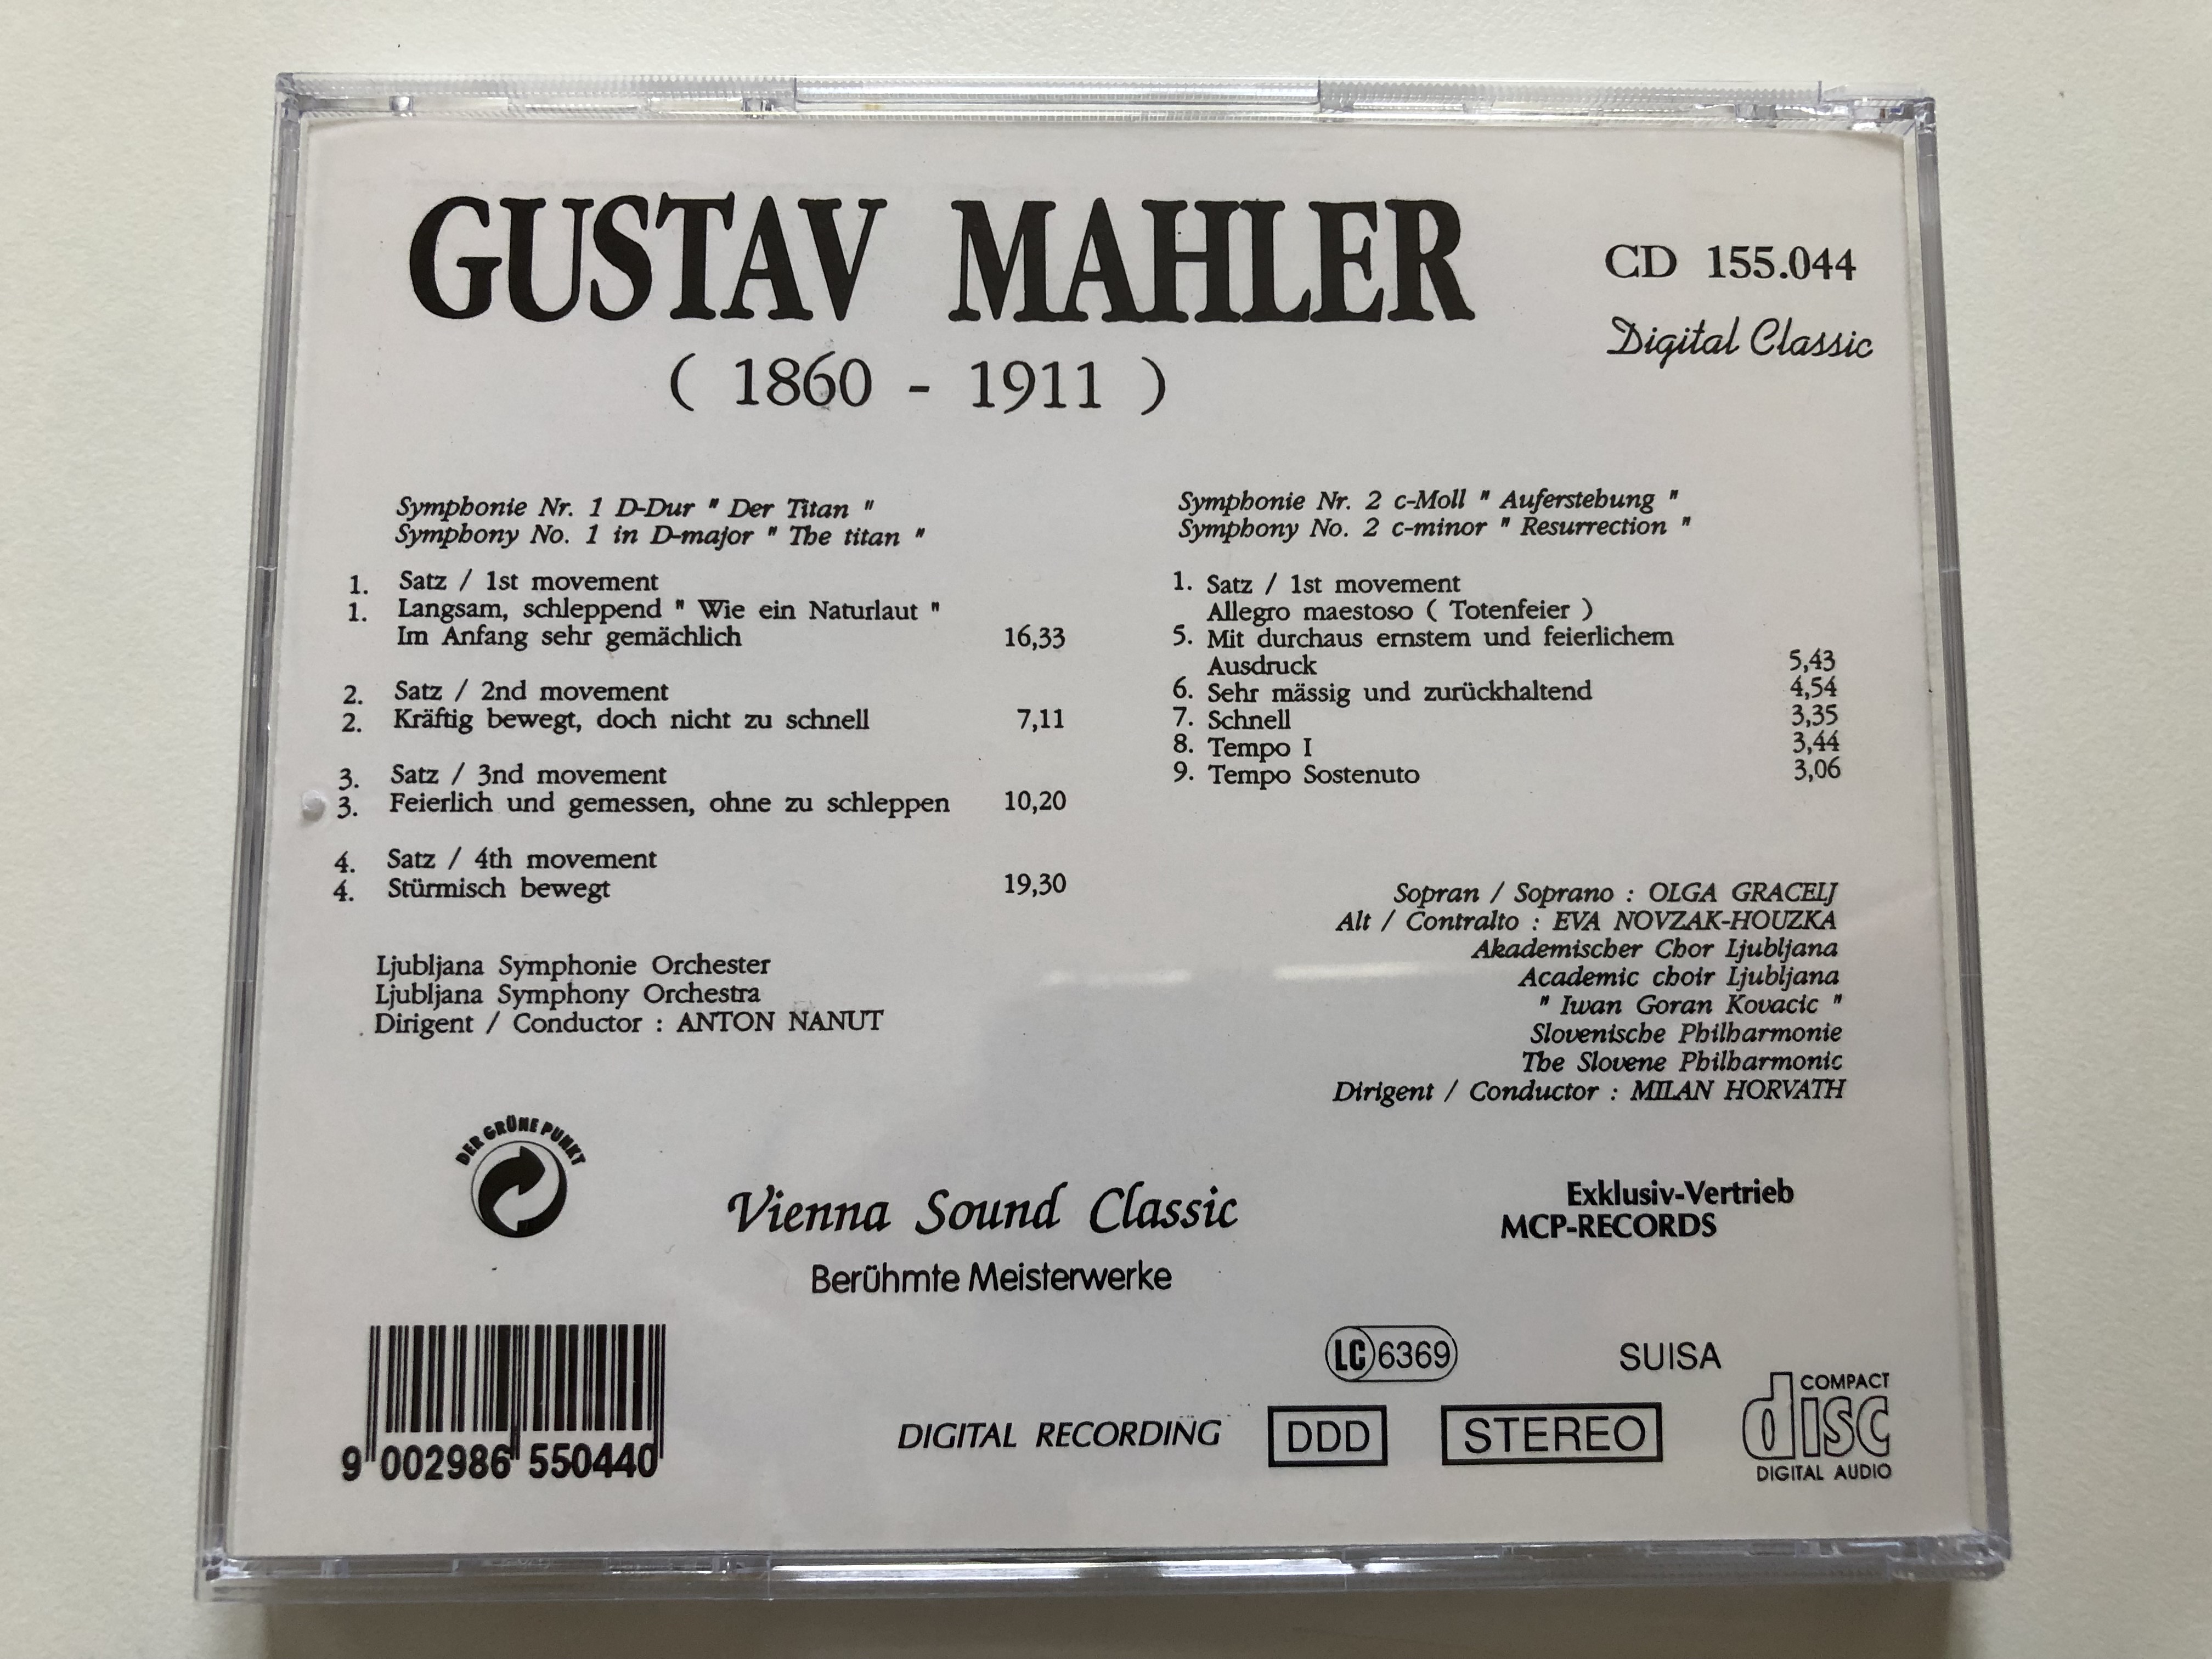 GUSTAV MAHLER
( 1860 - 1911 )
CD 155.044
Digital Classic
Symphonie Nr. 1 D-Dur " Der Titan "
Symphony No. 1 in D-major " The titan "
1. Satz / 1st movement
1. Langsam, schleppend " Wie ein Naturlaut "
Im Anfang sehr gemächlich 16,33
2. Satz / 2nd movement
2. Kräftig bewegt, doch nicht zu schnell 7,11
3. Satz / 3nd movement
3. Feierlich und gemessen, ohne zu schleppen 10,20
4. Satz / 4th movement
4. Stürmisch bewegt 19,30
Ljubljana Symphonie Orchester
Ljubljana Symphony Orchestra
Dirigent / Conductor : ANTON NANUT
Symphonie Nr. 2 c-Moll " Auferstehung "
Symphony No. 2 c-minor " Resurrection "
1. Satz / 1st movement
Allegro maestoso ( Totenfeier )
5. Mit durchaus ernstem und feierlichem
Ausdruck 5,43
6. Sehr mässig und zurückhaltend 4,54
7. Schnell 3,35
8. Tempo I 3,44
9. Tempo Sostenuto 3,06
Sopran / Soprano : OLGA GRACELJ
Alt / Contralto : EVA NOVZAK-HOUZKA
Akademischer Chor Ljubljana
Academic choir Ljubljana
" Iwan Goran Kovacic "
Slovenische Philharmonie
The Slovene Philharmonic
Dirigent / Conductor : MILAN HORVATH
DER GRÜNE PUNKT
Vienna Sound Classic
Berühmte Meisterwerke
Exklusiv-Vertrieb
MCP-RECORDS
9 002986 550440
LC 6369
SUISA
DIGITAL RECORDING
DDD
STEREO
COMPACT
disc
DIGITAL AUDIO